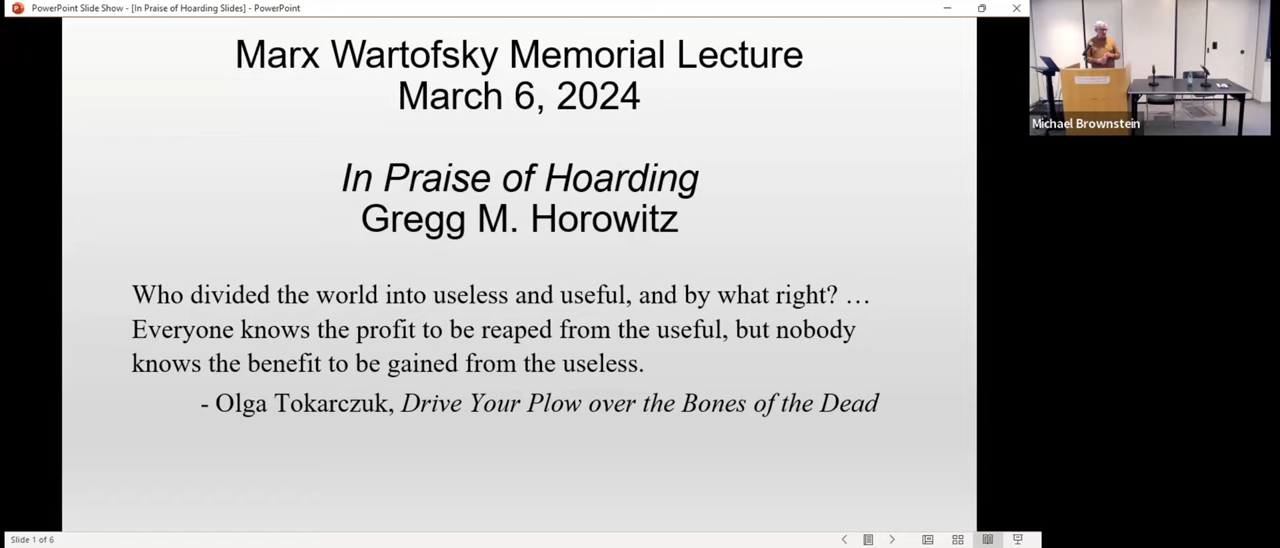 PowerPoint Slide Show - [In Praise of Hoarding Slides] - PowerPoint
Marx Wartofsky Memorial Lecture
March 6, 2024
In Praise of Hoarding
Gregg M. Horowitz
Who divided the world into useless and useful, and by what right? …
Everyone knows the profit to be reaped from the useful, but nobody
knows the benefit to be gained from the useless.
- Olga Tokarczuk, Drive Your Plow over the Bones of the Dead
Michael Brownstein
Slide 1 of 6